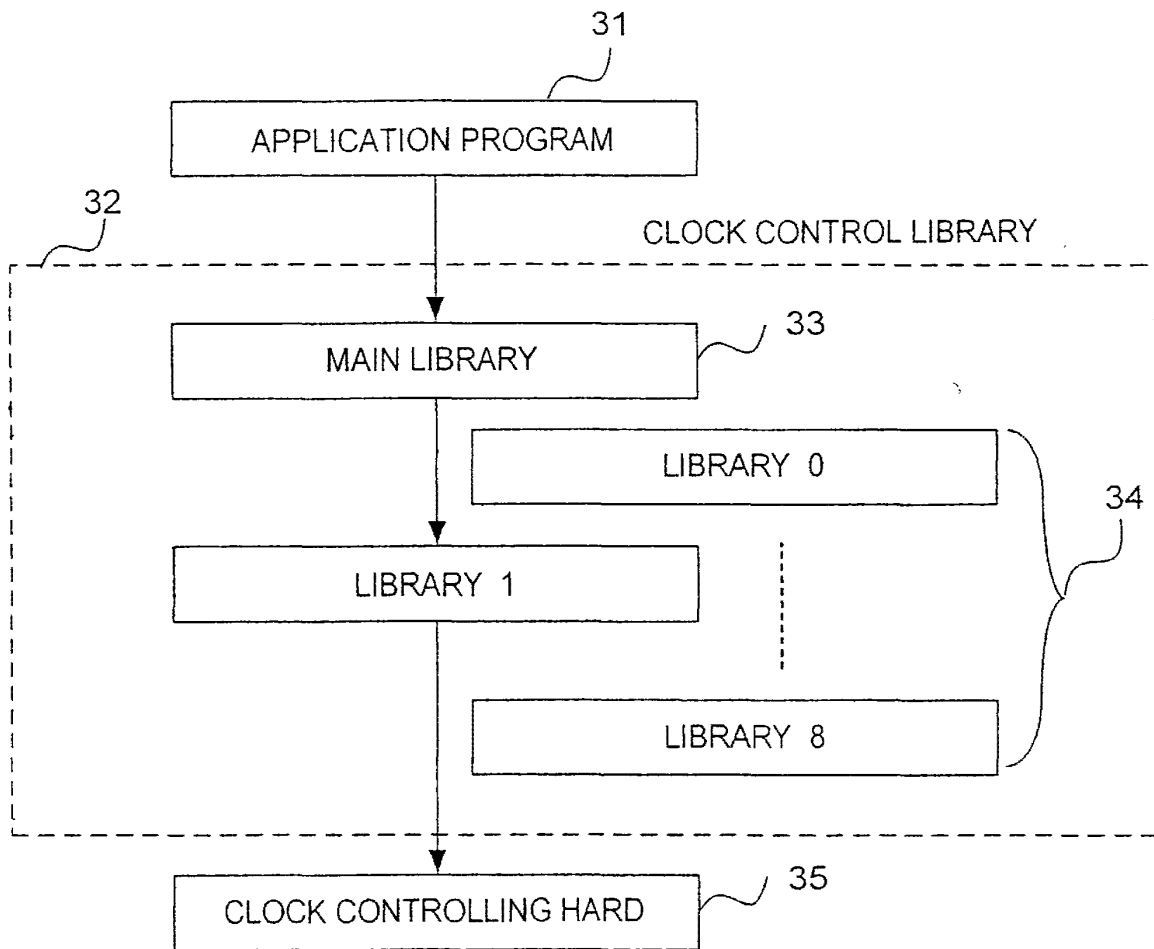 31
APPLICATION PROGRAM
32
CLOCK CONTROL LIBRARY
MAIN LIBRARY
33
LIBRARY 0
34
LIBRARY 1
LIBRARY 8
35
CLOCK CONTROLLING HARD